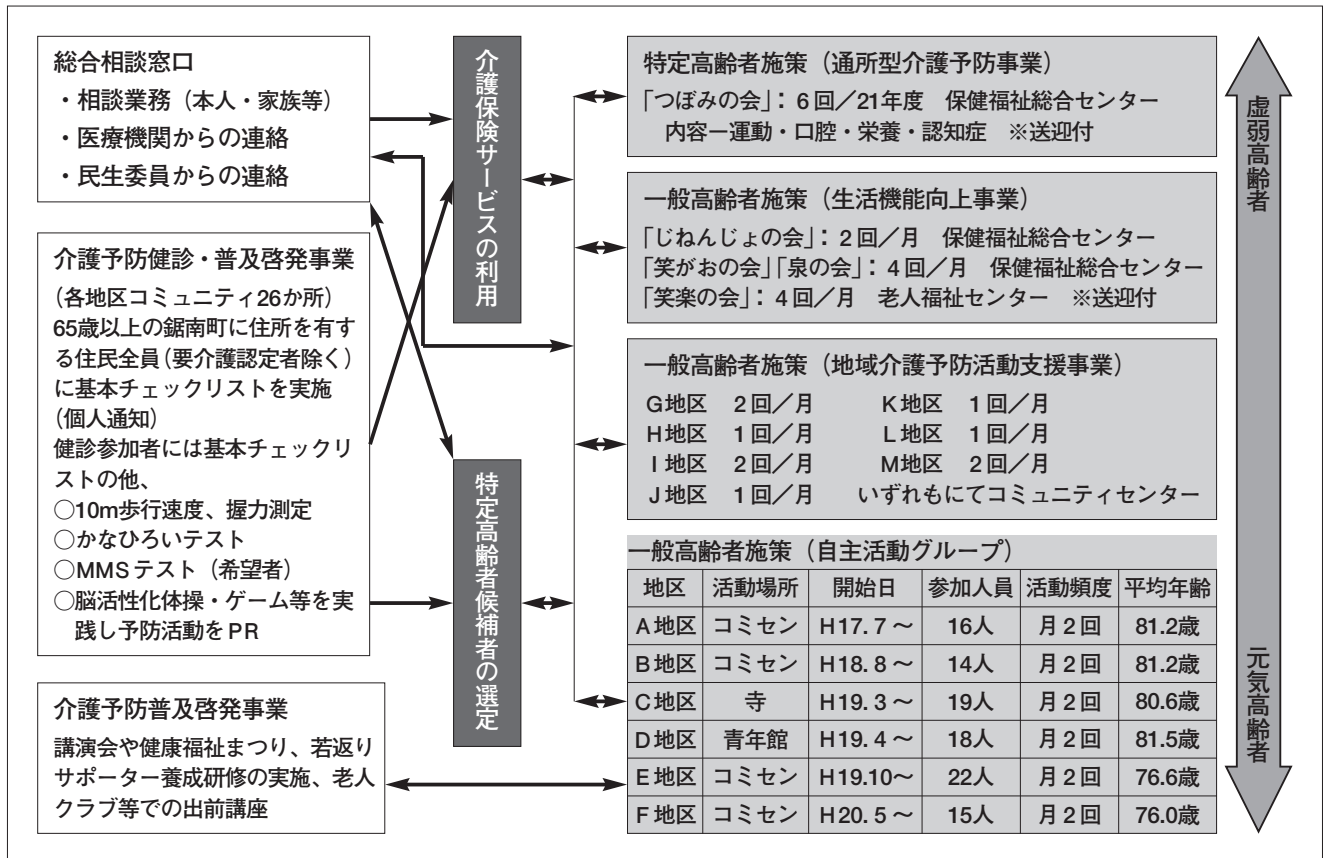 総合相談窓口
・相談業務（本人・家族等）
・医療機関からの連絡
・民生委員からの連絡
介護予防健診・普及啓発事業
（各地区コミュニティ26か所）
65歳以上の鋸南町に住所を有す
る住民全員（要介護認定者除く）
に基本チェックリストを実施
（個人通知）
健診参加者には基本チェックリ
ストの他、
○10m歩行速度、握力測定
○かなひろいテスト
○MMSテスト（希望者）
○脳活性化体操・ゲーム等を実
践し予防活動をPR
介護予防普及啓発事業
講演会や健康福祉まつり、若返り
サポーター養成研修の実施、老人
クラブ等での出前講座
介護保険サービスの利用
特定高齢者候補者の選定
特定高齢者施策（通所型介護予防事業）
「つぼみの会」：6回／21年度　保健福祉総合センター
内容ー運動・口腔・栄養・認知症　※送迎付
一般高齢者施策（生活機能向上事業）
「じねんじょの会」：2回／月　保健福祉総合センター
「笑がおの会」「泉の会」：4回／月　保健福祉総合センター
「笑楽の会」：4回／月　老人福祉センター　※送迎付
一般高齢者施策（地域介護予防活動支援事業）
G地区　2回／月　K地区　1回／月
H地区　1回／月　L地区　1回／月
I地区　2回／月　M地区　2回／月
J地区　1回／月　いずれもにてコミュニティセンター
一般高齢者施策（自主活動グループ）
地区　活動場所　開始日　参加人員　活動頻度　平均年齢
A地区　コミセン　H17.7～　16人　月2回　81.2歳
B地区　コミセン　H18.8～　14人　月2回　81.2歳
C地区　寺　H19.3～　19人　月2回　80.6歳
D地区　青年館　H19.4～　18人　月2回　81.5歳
E地区　コミセン　H19.10～　22人　月2回　76.6歳
F地区　コミセン　H20.5～　15人　月2回　76.0歳
虚弱高齢者
元気高齢者